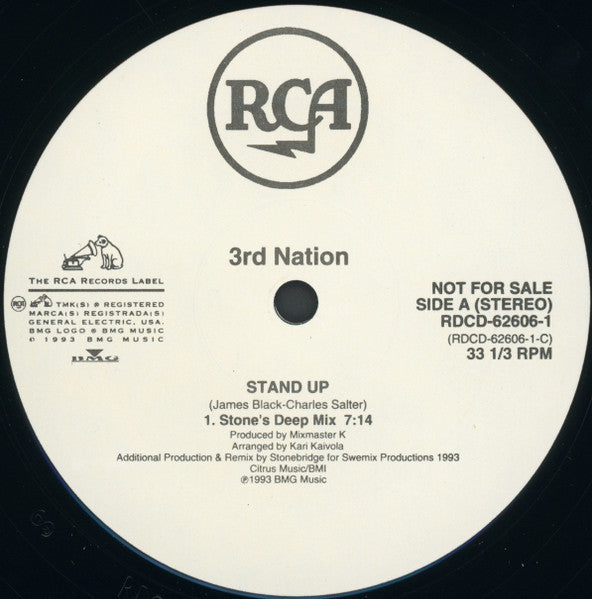 RCA
3rd Nation
THE RCA RECORDS LABEL
RCA TMK(S) ® REGISTERED
MARCA(S) REGISTRADA(S)
GENERAL ELECTRIC, USA.
BMG LOGO ® BMG MUSIC
© 1993 BMG MUSIC
BMG
NOT FOR SALE
SIDE A (STEREO)
RDCD-62606-1
(RDCD-62606-1-C)
33 1/3 RPM
STAND UP
(James Black-Charles Salter)
1. Stone's Deep Mix 7:14
Produced by Mixmaster K
Arranged by Kari Kaivola
Additional Production & Remix by Stonebridge for Swemix Productions 1993
Citrus Music/BMI
℗1993 BMG Music